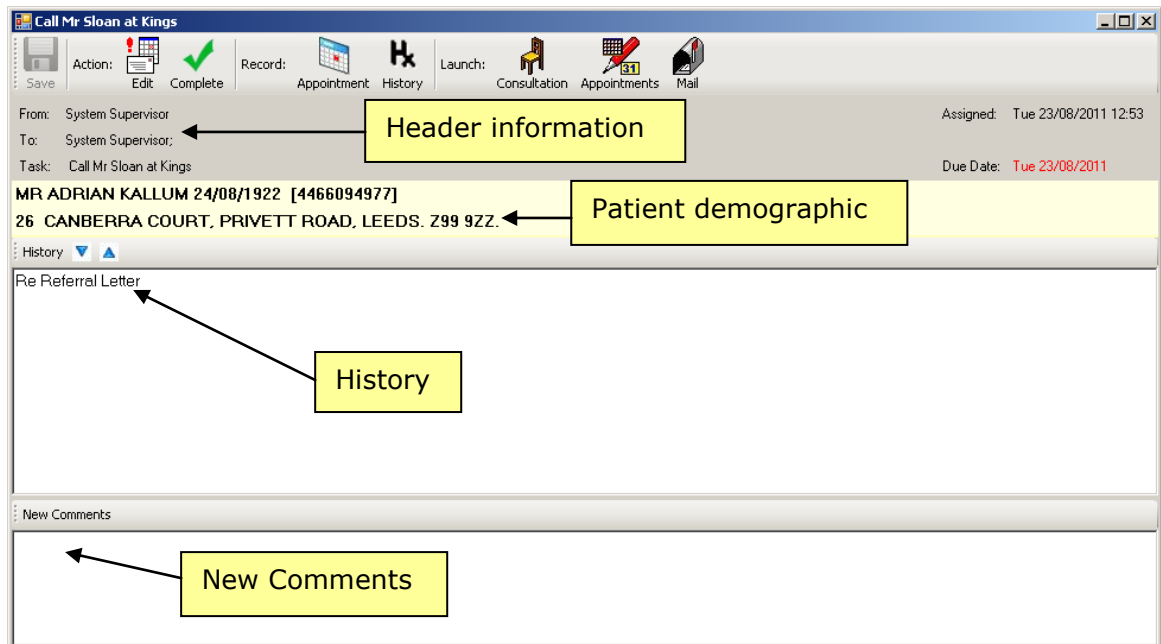 Call Mr Sloan at Kings
Save Action: Edit Complete Record: Appointment History Launch: Consultation Appointments 31 Mail
From: System Supervisor Assigned: Tue 23/08/2011 12:53
Header information
To: System Supervisor;
Task: Call Mr Sloan at Kings Due Date: Tue 23/08/2011
MR ADRIAN KALLUM 24/08/1922 [4466094977]
Patient demographic
26 CANBERRA COURT, PRIVETT ROAD, LEEDS. Z99 9ZZ.
History
Re Referral Letter
History
New Comments
New Comments